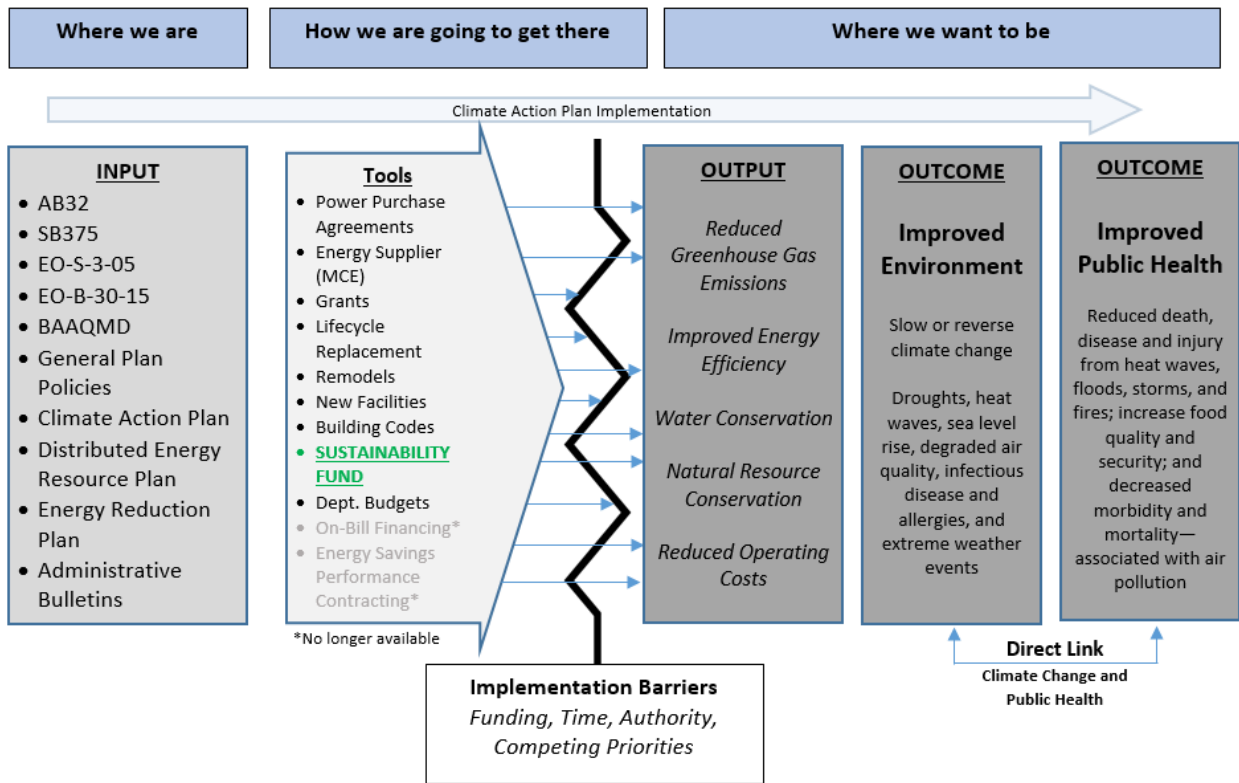 Where we are
How we are going to get there
Where we want to be
Climate Action Plan Implementation
INPUT
• AB32
• SB375
• EO-S-3-05
• EO-B-30-15
• BAAQMD
• General Plan
Policies
• Climate Action Plan
• Distributed Energy
Resource Plan
• Energy Reduction
Plan
• Administrative
Bulletins
Tools
• Power Purchase
Agreements
• Energy Supplier
(MCE)
• Grants
• Lifecycle
Replacement
• Remodels
• New Facilities
• Building Codes
• SUSTAINABILITY
FUND
• Dept. Budgets
• On-Bill Financing*
• Energy Savings
Performance
Contracting*
*No longer available
Implementation Barriers
Funding, Time, Authority,
Competing Priorities
OUTPUT
Reduced
Greenhouse Gas
Emissions
Improved Energy
Efficiency
Water Conservation
Natural Resource
Conservation
Reduced Operating
Costs
OUTCOME
Improved
Environment
Slow or reverse
climate change
Droughts, heat
waves, sea level
rise, degraded air
quality, infectious
disease and
allergies, and
extreme weather
events
OUTCOME
Improved
Public Health
Reduced death,
disease and injury
from heat waves,
floods, storms, and
fires; increase food
quality and
security; and
decreased
morbidity and
mortality—
associated with air
pollution
Direct Link
Climate Change and
Public Health